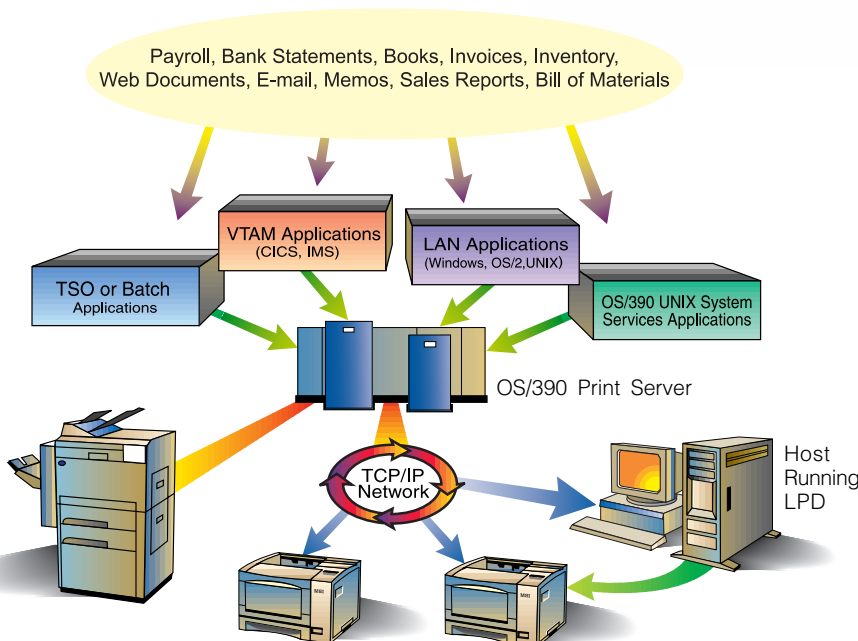 Payroll, Bank Statements, Books, Invoices, Inventory,
Web Documents, E-mail, Memos, Sales Reports, Bill of Materials
VTAM Applications
(CICS, IMS)
LAN Applications
(Windows, OS/2,UNIX)
TSO or Batch
Applications
OS/390 UNIX System
Services Applications
OS/390 Print Server
TCP/IP
Network
Host
Running
LPD